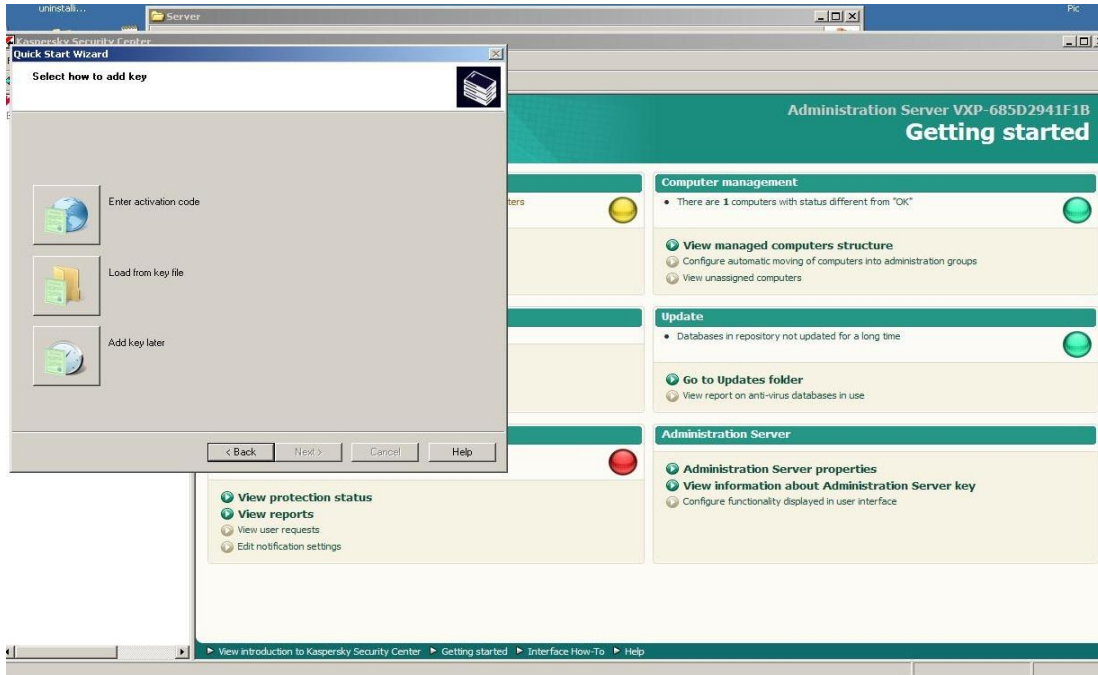 uninstall...
Pic
Server
Kaspersky Security Center
Quick Start Wizard
Select how to add key
Enter activation code
Load from key file
Add key later
< Back
Next >
Cancel
Help
Administration Server VXP-685D2941F1B
Getting started
Computer management
• There are 1 computers with status different from "OK"
View managed computers structure
Configure automatic moving of computers into administration groups
View unassigned computers
Update
• Databases in repository not updated for a long time
Go to Updates folder
View report on anti-virus databases in use
View protection status
View reports
View user requests
Edit notification settings
Administration Server
Administration Server properties
View information about Administration Server key
Configure functionality displayed in user interface
View introduction to Kaspersky Security Center
Getting started
Interface How-To
Help